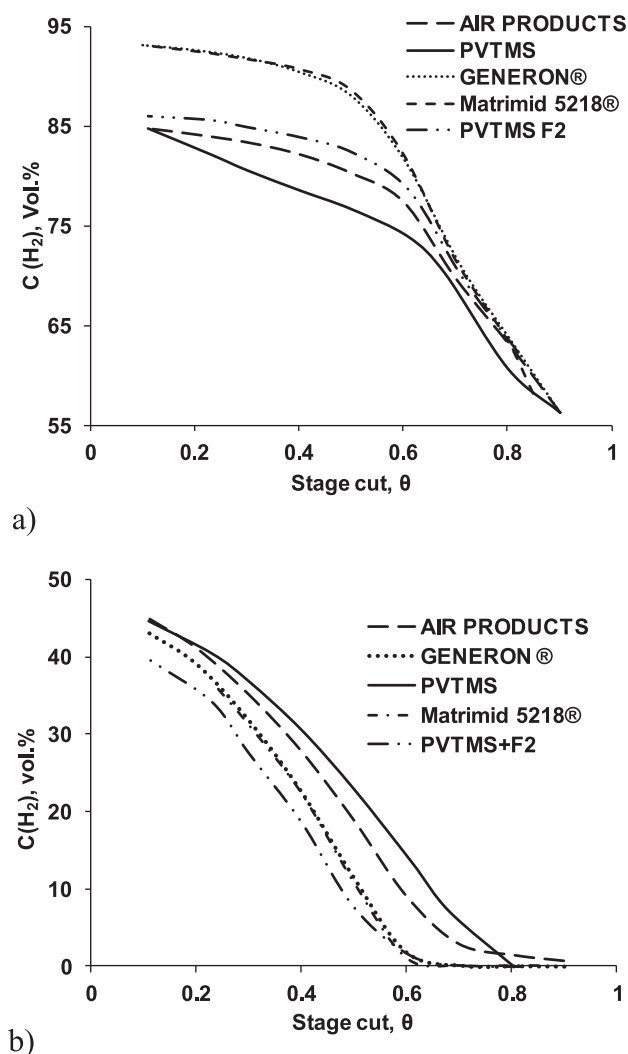 95
85
75
65
55
C (H₂), Vol.%
AIR PRODUCTS
PVTMS
GENERON®
Matrimid 5218®
PVTMS F2
0 0.2 0.4 0.6 0.8 1
Stage cut, θ
a)
50
40
30
20
10
0
C(H₂), vol.%
AIR PRODUCTS
GENERON ®
PVTMS
Matrimid 5218®
PVTMS+F2
0 0.2 0.4 0.6 0.8 1
Stage cut, θ
b)